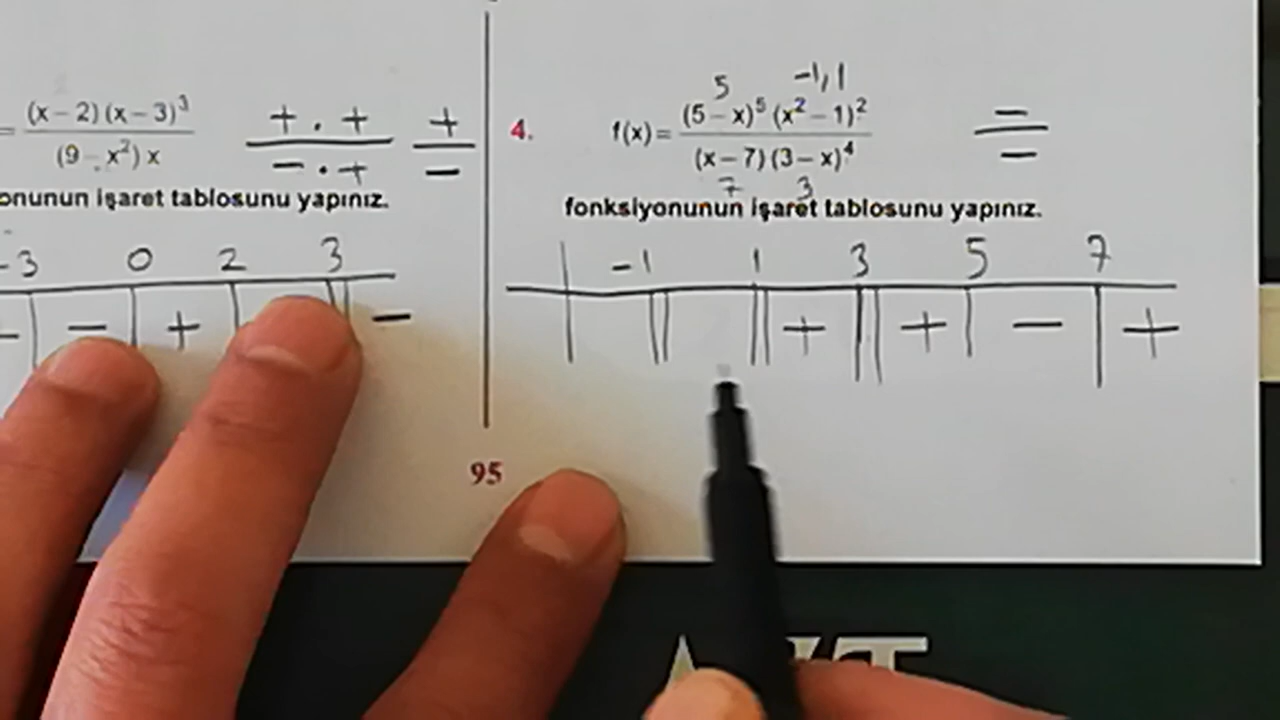 = (x – 2) (x – 3)³ / (9 – x²) x
+ . + / – . +
+ / –
onunun işaret tablosunu yapınız.
-3 0 2 3
– + –
4.
5 -1, 1
f(x) = (5 – x)⁵ (x² – 1)² / (x – 7) (3 – x)⁴
7 3
– / –
fonksiyonunun işaret tablosunu yapınız.
-1 1 3 5 7
+ + – +
95